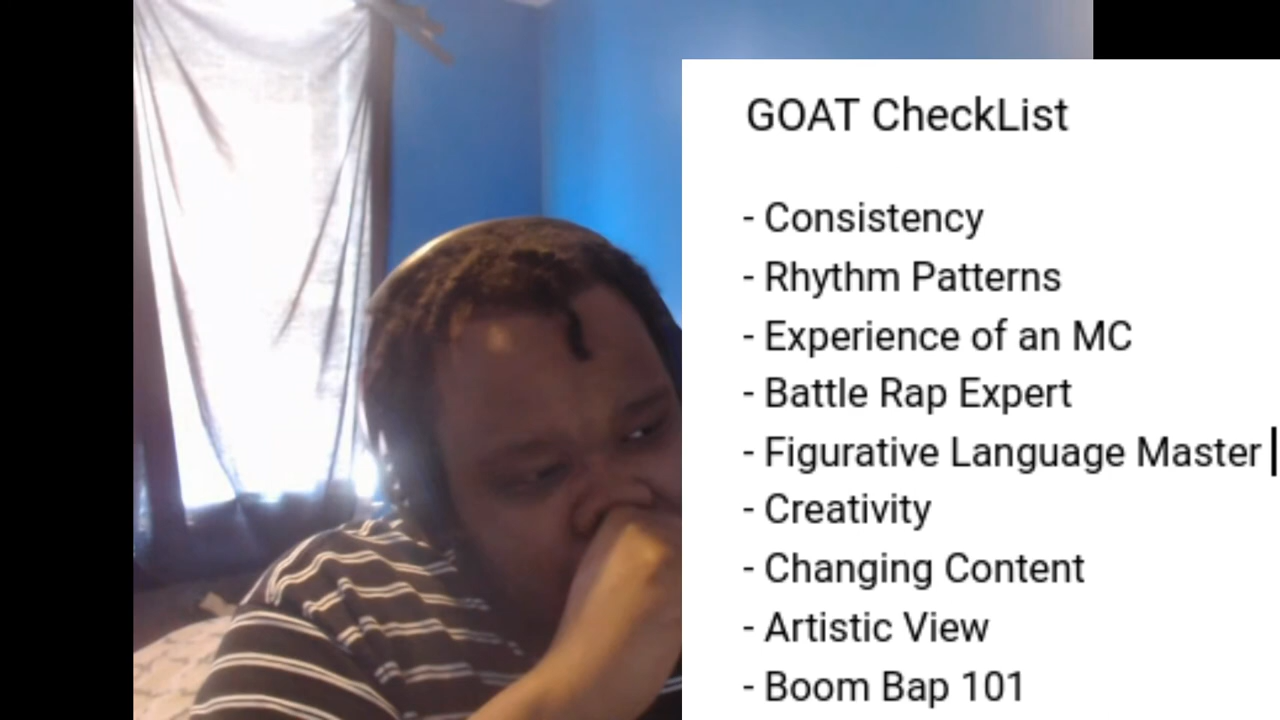 GOAT CheckList
- Consistency
- Rhythm Patterns
- Experience of an MC
- Battle Rap Expert
- Figurative Language Master
- Creativity
- Changing Content
- Artistic View
- Boom Bap 101